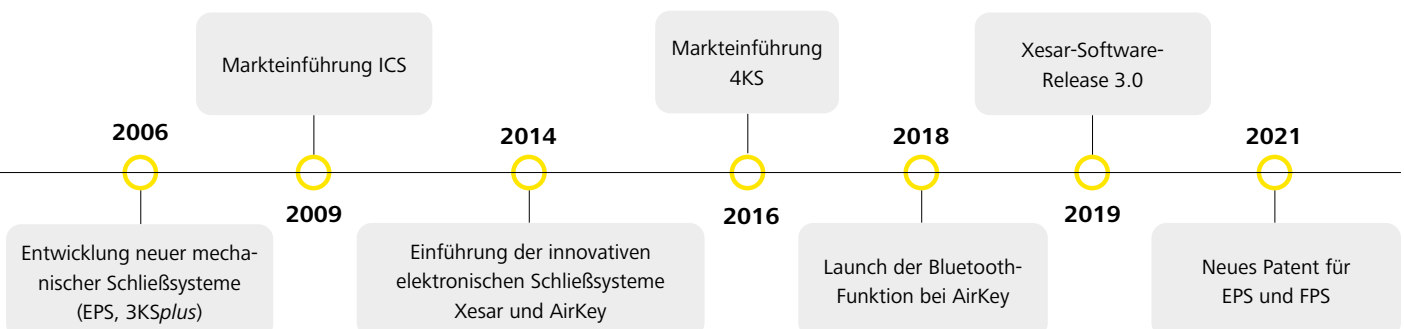 2006
Entwicklung neuer mecha-
nischer Schließsysteme
(EPS, 3KSplus)
Markteinführung ICS
2009
2014
Einführung der innovativen
elektronischen Schließsysteme
Xesar und AirKey
Markteinführung
4KS
2016
2018
Launch der Bluetooth-
Funktion bei AirKey
Xesar-Software-
Release 3.0
2019
2021
Neues Patent für
EPS und FPS